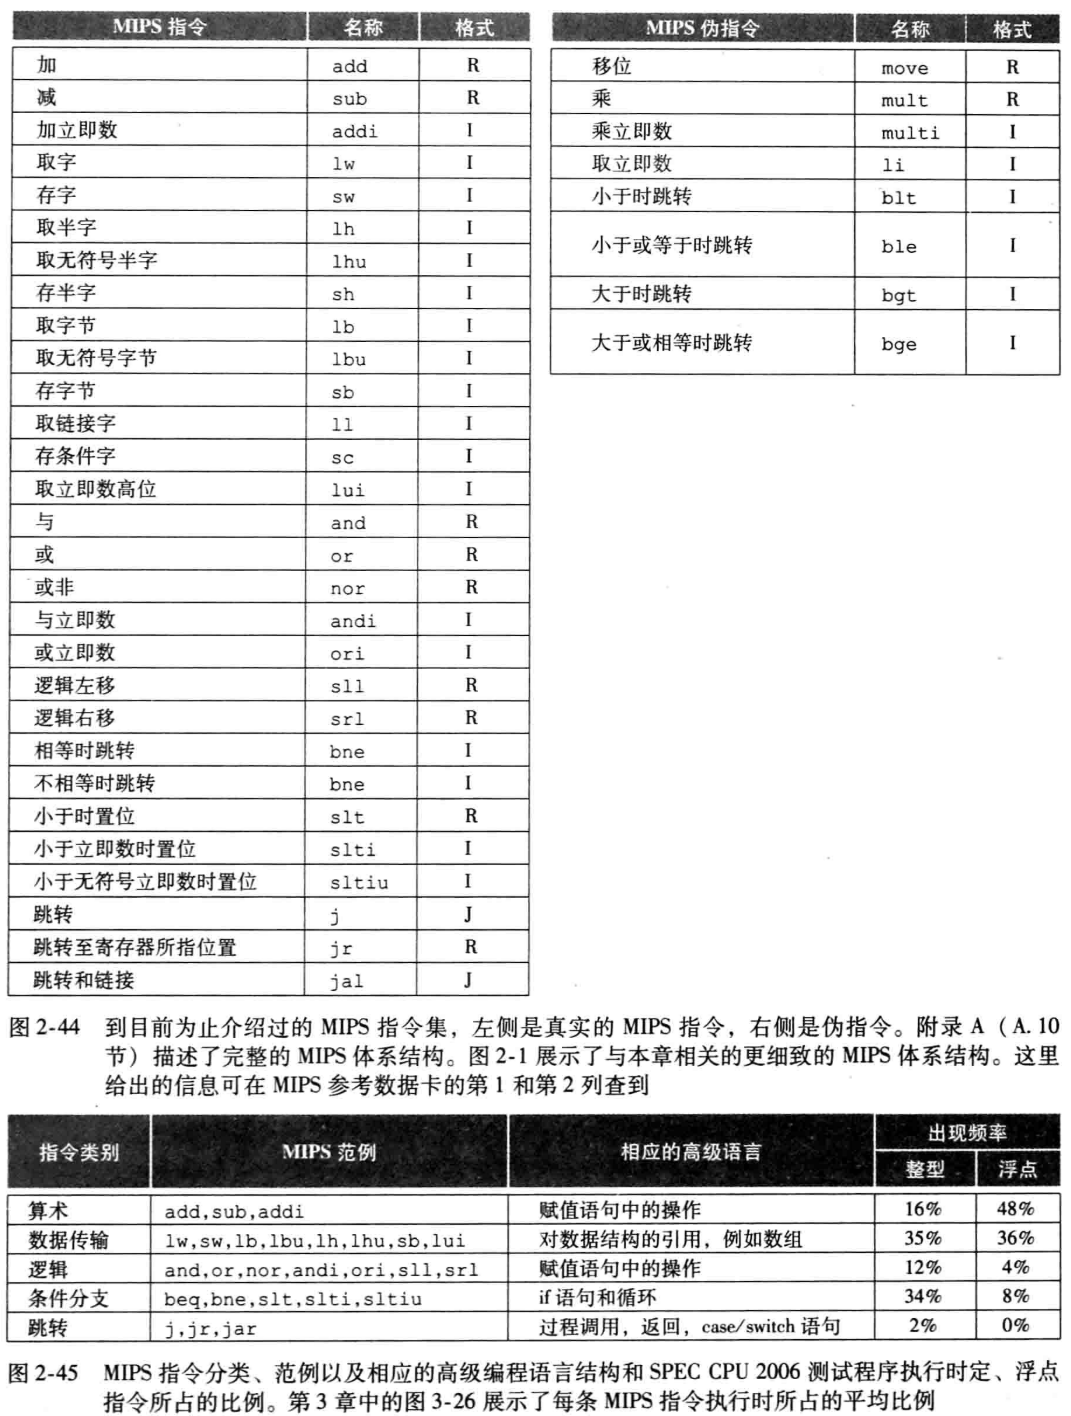 MIPS 指令 名称 格式
加 add R
减 sub R
加立即数 addi I
取字 lw I
存字 sw I
取半字 lh I
取无符号半字 lhu I
存半字 sh I
取字节 lb I
取无符号字节 lbu I
存字节 sb I
取链接字 ll I
存条件字 sc I
取立即数高位 lui I
与 and R
或 or R
或非 nor R
与立即数 andi I
或立即数 ori I
逻辑左移 sll R
逻辑右移 srl R
相等时跳转 bne I
不相等时跳转 bne I
小于时置位 slt R
小于立即数时置位 slti I
小于无符号立即数时置位 sltiu I
跳转 j J
跳转至寄存器所指位置 jr R
跳转和链接 jal J
MIPS 伪指令 名称 格式
移位 move R
乘 mult R
乘立即数 multi I
取立即数 li I
小于时跳转 blt I
小于或等于时跳转 ble I
大于时跳转 bgt I
大于或相等时跳转 bge I
图 2-44 到目前为止介绍过的 MIPS 指令集，左侧是真实的 MIPS 指令，右侧是伪指令。附录 A（A. 10
节）描述了完整的 MIPS 体系结构。图 2-1 展示了与本章相关的更细致的 MIPS 体系结构。这里
给出的信息可在 MIPS 参考数据卡的第 1 和第 2 列查到
指令类别 MIPS 范例 相应的高级语言 出现频率
整型 浮点
算术 add,sub,addi 赋值语句中的操作 16% 48%
数据传输 lw,sw,lb,lbu,lh,lhu,sb,lui 对数据结构的引用，例如数组 35% 36%
逻辑 and,or,nor,andi,ori,sll,srl 赋值语句中的操作 12% 4%
条件分支 beq,bne,slt,slti,sltiu if 语句和循环 34% 8%
跳转 j,jr,jar 过程调用，返回，case/switch 语句 2% 0%
图 2-45 MIPS 指令分类、范例以及相应的高级编程语言结构和 SPEC CPU 2006 测试程序执行时定、浮点
指令所占的比例。第 3 章中的图 3-26 展示了每条 MIPS 指令执行时所占的平均比例